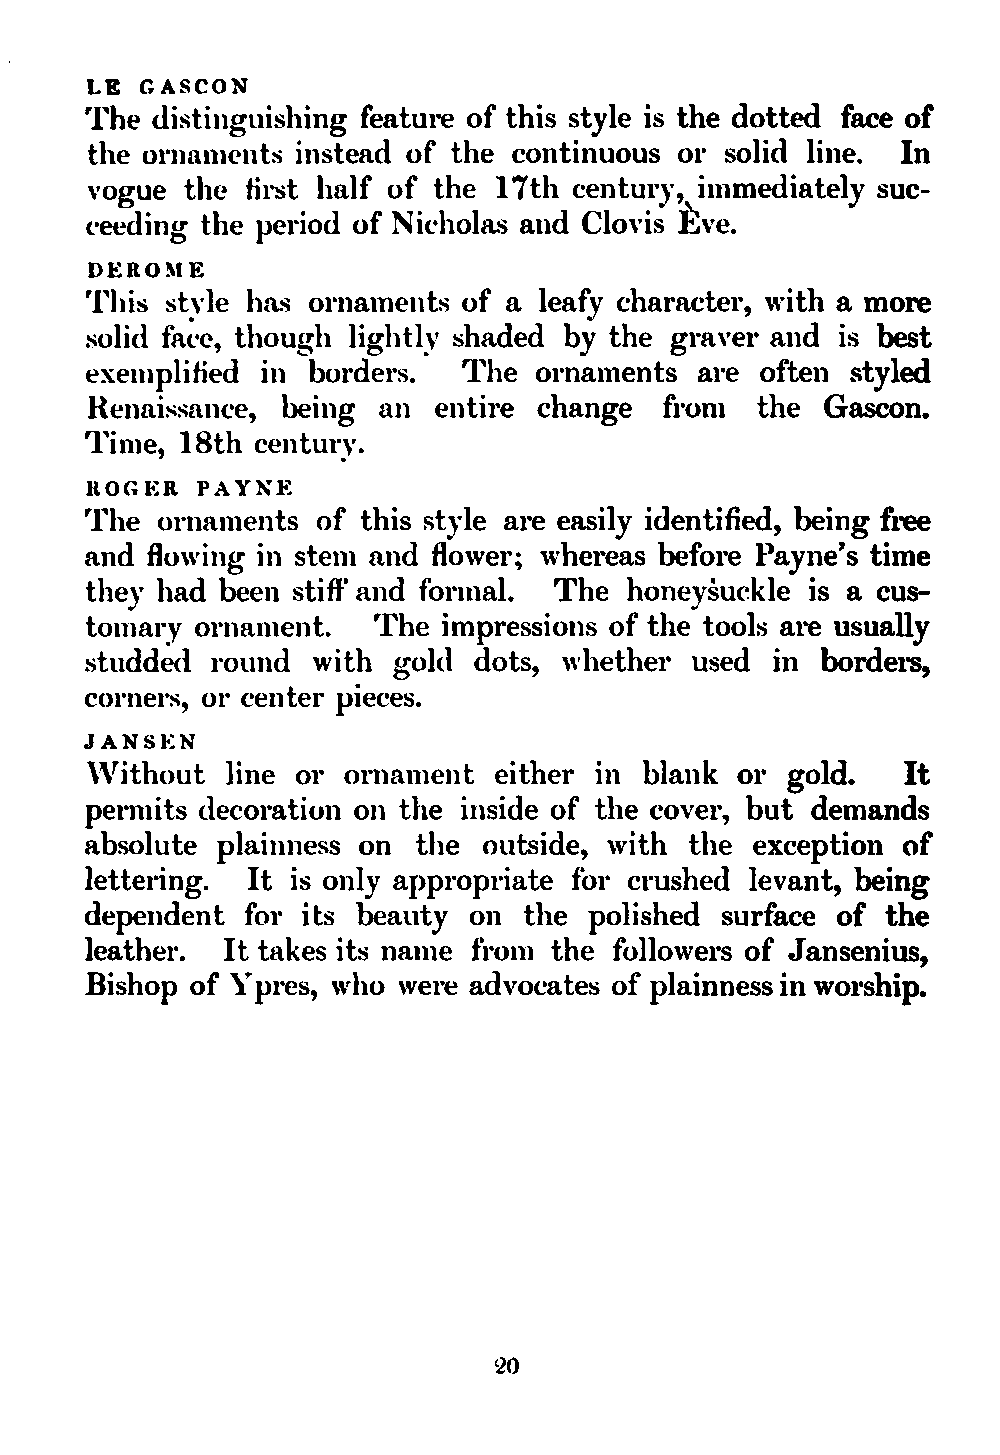 LE GASCON
The distinguishing feature of this style is the dotted face of
the ornaments instead of the continuous or solid line. In
vogue the first half of the 17th century, immediately suc-
ceeding the period of Nicholas and Clovis Ève.
DEROME
This style has ornaments of a leafy character, with a more
solid face, though lightly shaded by the graver and is best
exemplified in borders. The ornaments are often styled
Renaissance, being an entire change from the Gascon.
Time, 18th century.
ROGER PAYNE
The ornaments of this style are easily identified, being free
and flowing in stem and flower; whereas before Payne's time
they had been stiff and formal. The honeysuckle is a cus-
tomary ornament. The impressions of the tools are usually
studded round with gold dots, whether used in borders,
corners, or center pieces.
JANSEN
Without line or ornament either in blank or gold. It
permits decoration on the inside of the cover, but demands
absolute plainness on the outside, with the exception of
lettering. It is only appropriate for crushed levant, being
dependent for its beauty on the polished surface of the
leather. It takes its name from the followers of Jansenius,
Bishop of Ypres, who were advocates of plainness in worship.
20